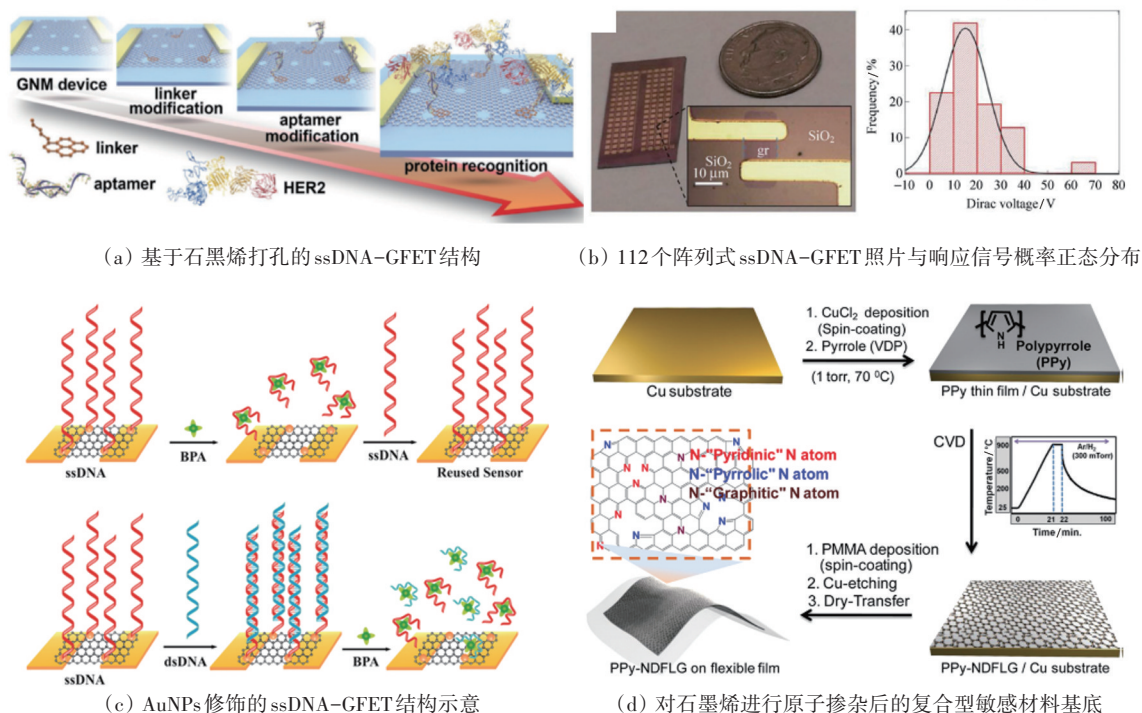 GNM device
linker
modification
aptamer
modification
protein recognition
linker
aptamer
HER2
SiO₂
gr
SiO₂
10 μm
Frequency/%
40
30
20
10
0
-10 0 10 20 30 40 50 60 70 80
Dirac voltage/V
(a) 基于石墨烯打孔的ssDNA-GFET结构
(b) 112个阵列式ssDNA-GFET照片与响应信号概率正态分布
ssDNA
BPA
ssDNA
Reused Sensor
ssDNA
dsDNA
BPA
(c) AuNPs修饰的ssDNA-GFET结构示意
Cu substrate
1. CuCl₂ deposition
(Spin-coating)
2. Pyrrole (VDP)
(1 torr, 70 ⁰C)
N
H
Polypyrrole
(PPy)
PPy thin film / Cu substrate
CVD
Temperature/°C
900
500
200
25
Ar/H₂
(300 mTorr)
0 21 22 100
Time/min.
N-"Pyridinic" N atom
N-"Pyrrolic" N atom
N-"Graphitic" N atom
1. PMMA deposition
(spin-coating)
2. Cu-etching
3. Dry-Transfer
PPy-NDFLG on flexible film
PPy-NDFLG / Cu substrate
(d) 对石墨烯进行原子掺杂后的复合型敏感材料基底